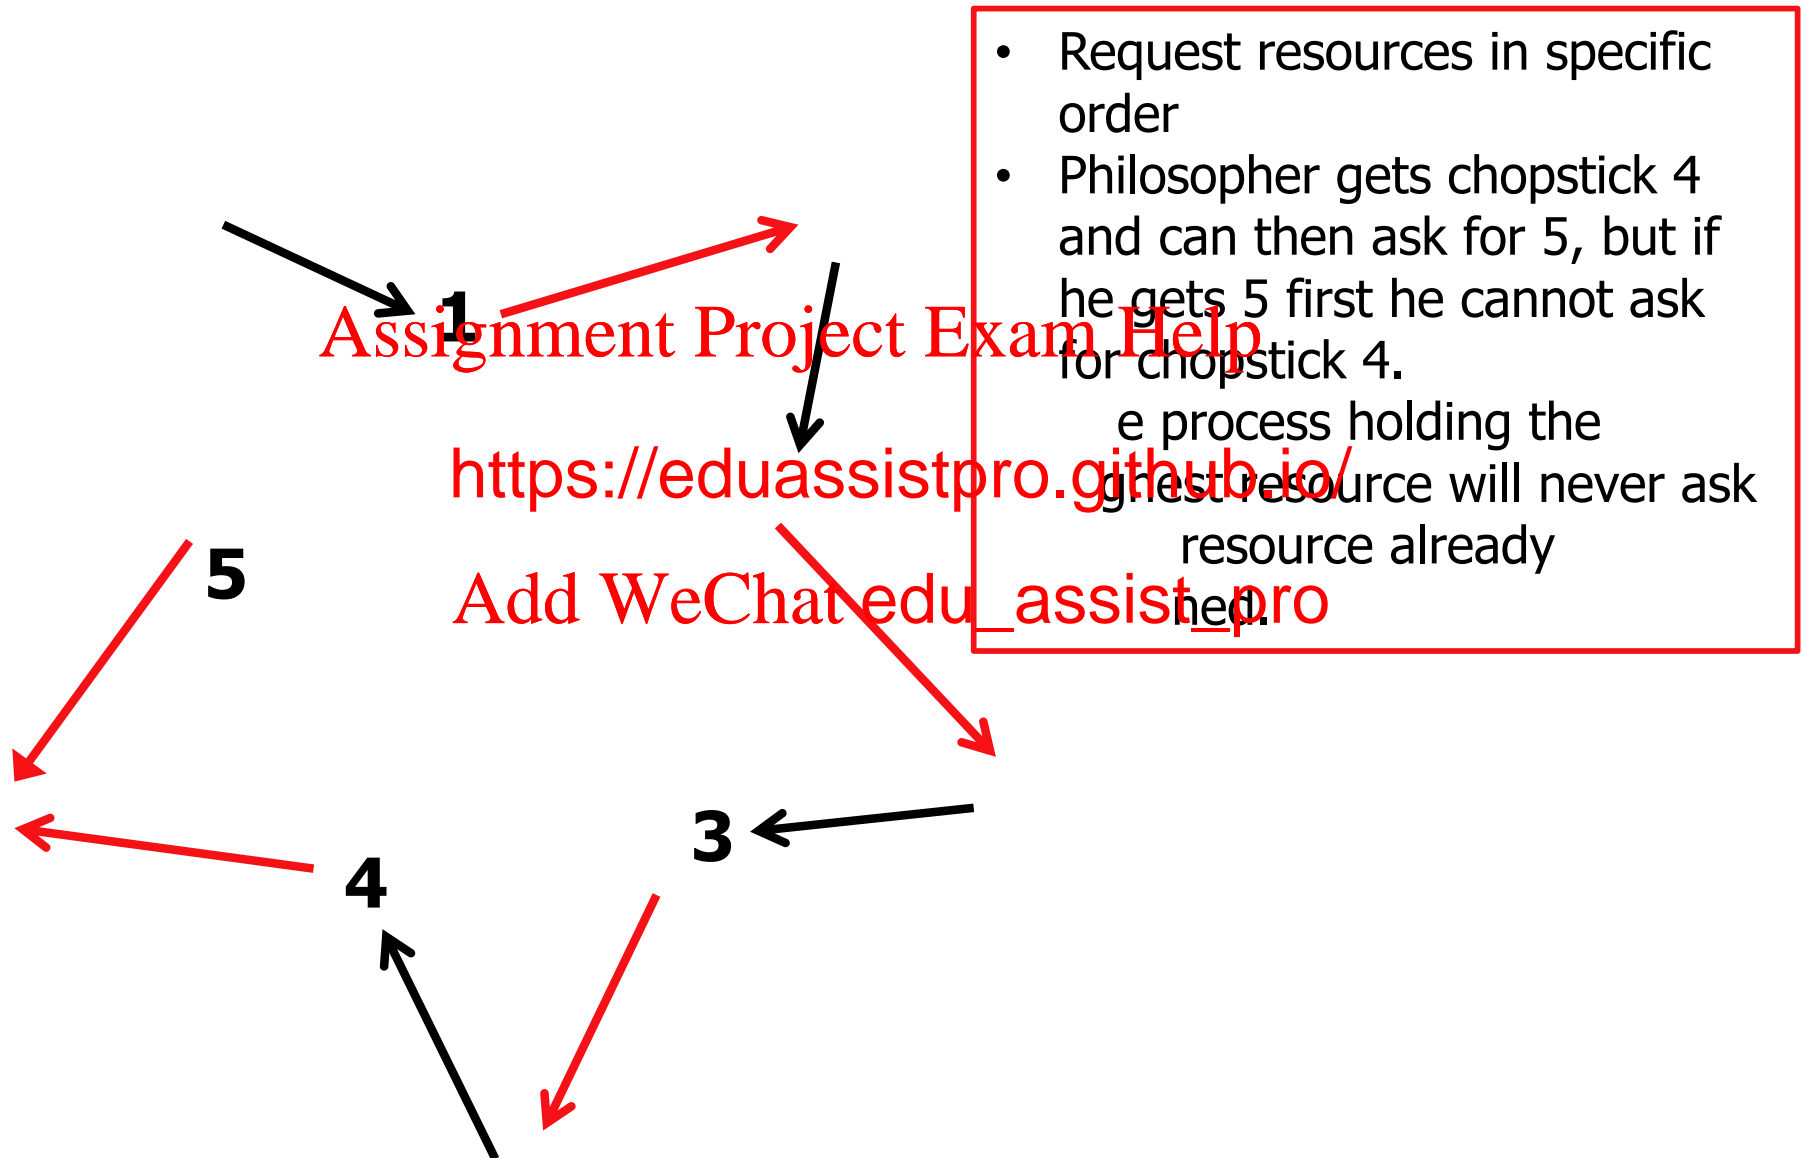 • Request resources in specific
order
• Philosopher gets chopstick 4
and can then ask for 5, but if
he gets 5 first he cannot ask
for chopstick 4.
e process holding the
ghest resource will never ask
resource already
ned.
1
Assignment Project Exam Help
https://eduassistpro.github.io/
5
Add WeChat edu_assist_pro
3
4